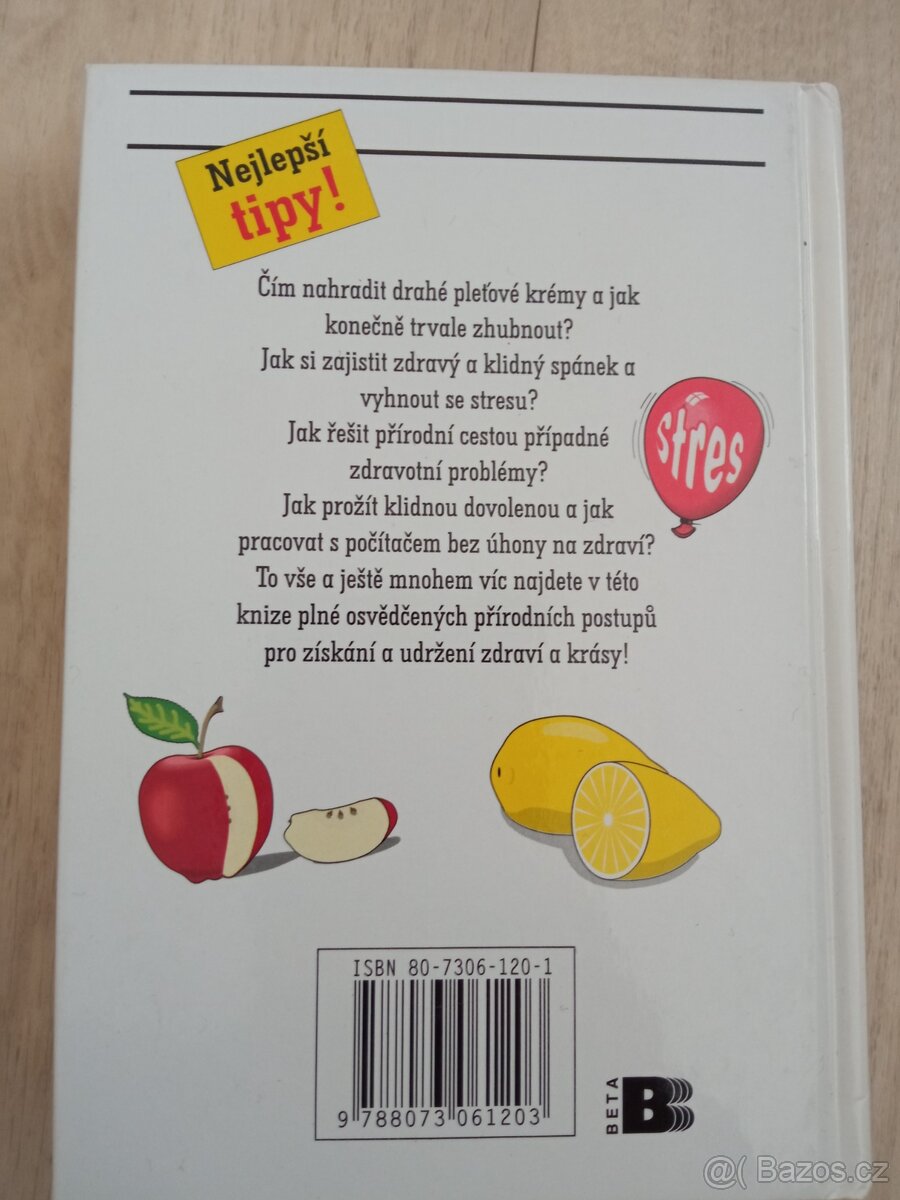 Nejlepší
tipy!
Čím nahradit drahé pleťové krémy a jak
konečně trvale zhubnout?
Jak si zajistit zdravý a klidný spánek a
vyhnout se stresu?
Jak řešit přírodní cestou případné
zdravotní problémy?
Jak prožít klidnou dovolenou a jak
pracovat s počítačem bez úhony na zdraví?
To vše a ještě mnohem víc najdete v této
knize plné osvědčených přírodních postupů
pro získání a udržení zdraví a krásy!
stres
ISBN 80-7306-120-1
9 788073 061203
BETA
B
@( Bazos.cz